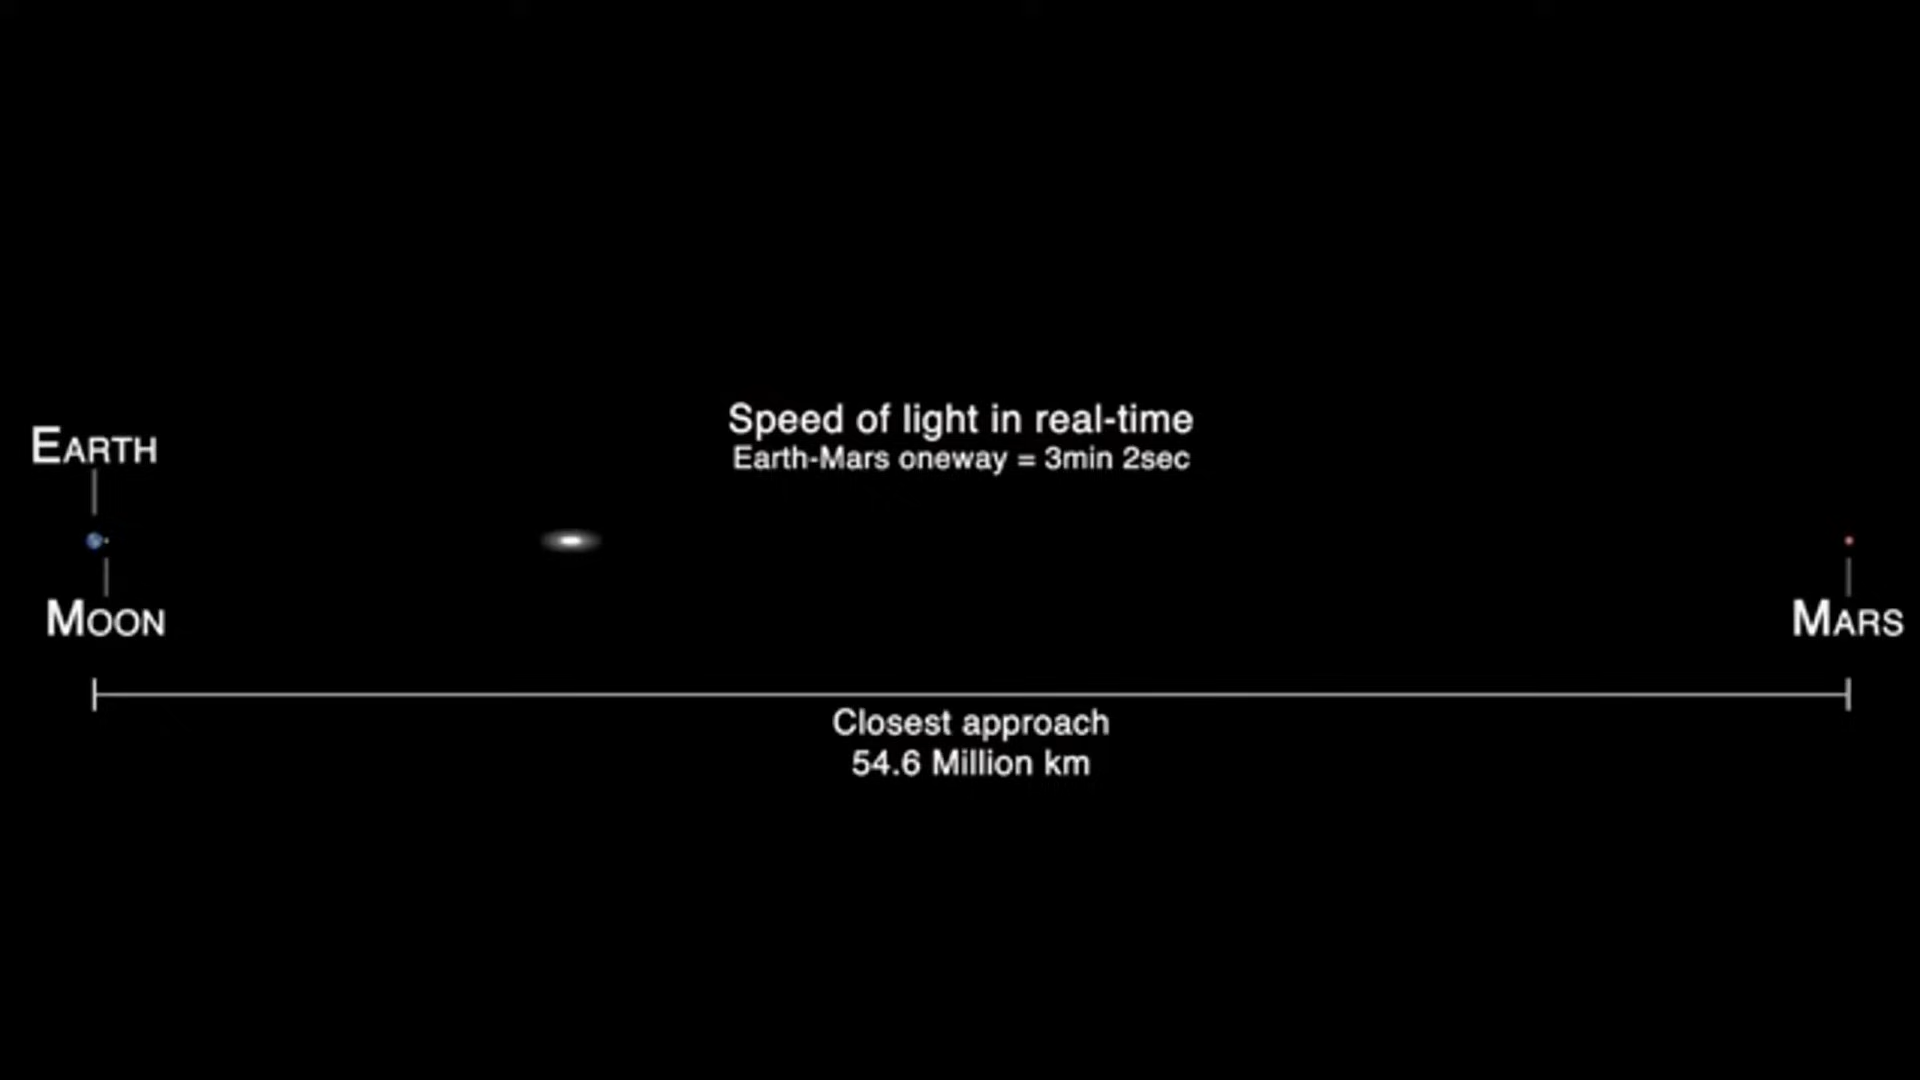 Speed of light in real-time
Earth-Mars oneway = 3min 2sec
EARTH
MOON
MARS
Closest approach
54.6 Million km